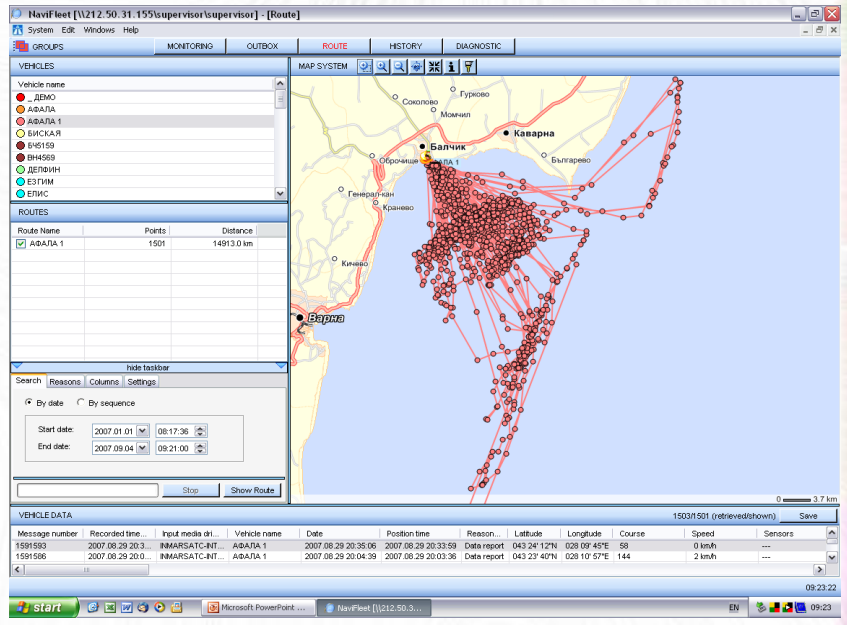 NaviFleet [\\212.50.31.155\supervisor\supervisor] - [Route]
System Edit Windows Help
GROUPS MONITORING OUTBOX ROUTE HISTORY DIAGNOSTIC
VEHICLES
MAP SYSTEM
Vehicle name
_ ДЕМО
АФАЛА
АФАЛА 1
БИСКАЯ
БЧ5159
ВН4569
ДЕЛФИН
ЕЗГИМ
ЕЛИС
ROUTES
Route Name Points Distance
АФАЛА 1 1501 14913.0 km
hide taskbar
Search Reasons Columns Settings
By date By sequence
Start date: 2007.01.01 08:17:36
End date: 2007.09.04 09:21:00
Stop Show Route
Гурково
Соколово
Момчил
Каварна
Балчик
Оброчище
АЛА 1
Българево
Генерал-кан
Кранево
Кичево
Варна
0 3.7 km
VEHICLE DATA 1503/1501 (retrieved/shown) Save
Message number Recorded time... Input media dri... Vehicle name Date Position time Reason... Latitude Longitude Course Speed Sensors
1591593 2007.08.29 20:3... INMARSATC-INT... АФАЛА 1 2007.08.29 20:35:06 2007.08.29 20:33:59 Data report 043 24' 12"N 028 09' 45"E 58 0 km/h ---
1591586 2007.08.29 20:0... INMARSATC-INT... АФАЛА 1 2007.08.29 20:04:39 2007.08.29 20:03:36 Data report 043 23' 40"N 028 10' 57"E 144 2 km/h ---
09:23:22
start Microsoft PowerPoint ... NaviFleet [\\212.50.3... EN 09:23